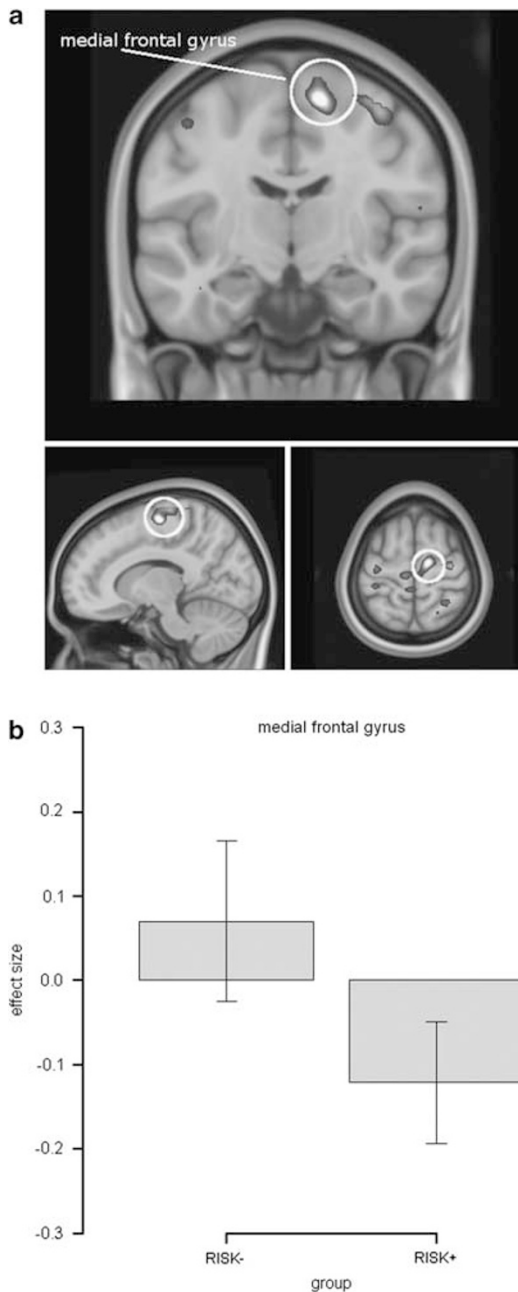 a
medial frontal gyrus
b
medial frontal gyrus
0.3
0.2
0.1
0.0
-0.1
-0.2
-0.3
effect size
RISK- RISK+
group